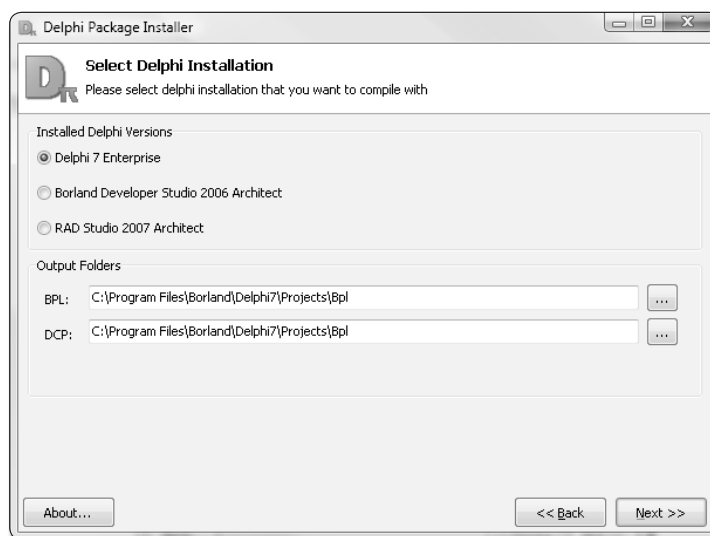 Delphi Package Installer
Dπ
Select Delphi Installation
Please select delphi installation that you want to compile with
Installed Delphi Versions
Delphi 7 Enterprise
Borland Developer Studio 2006 Architect
RAD Studio 2007 Architect
Output Folders
BPL: C:\Program Files\Borland\Delphi7\Projects\Bpl ...
DCP: C:\Program Files\Borland\Delphi7\Projects\Bpl ...
About... << Back Next >>